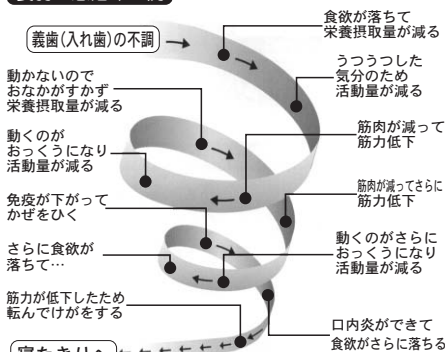 義歯(入れ歯)の不調
食欲が落ちて
栄養摂取量が減る
うつうつした
気分のため
活動量が減る
筋肉が減って
筋力低下
動くのが
おっくうになり
活動量が減る
動かないので
おなかがすかず
栄養摂取量が減る
筋肉が減ってさらに
筋力低下
動くのがさらに
おっくうになり
活動量が減る
さらに食欲が
落ちて…
免疫が下がって
かぜをひく
口内炎ができて
食欲がさらに落ちる
筋力が低下したため
転んでけがをする
寝たきりへ